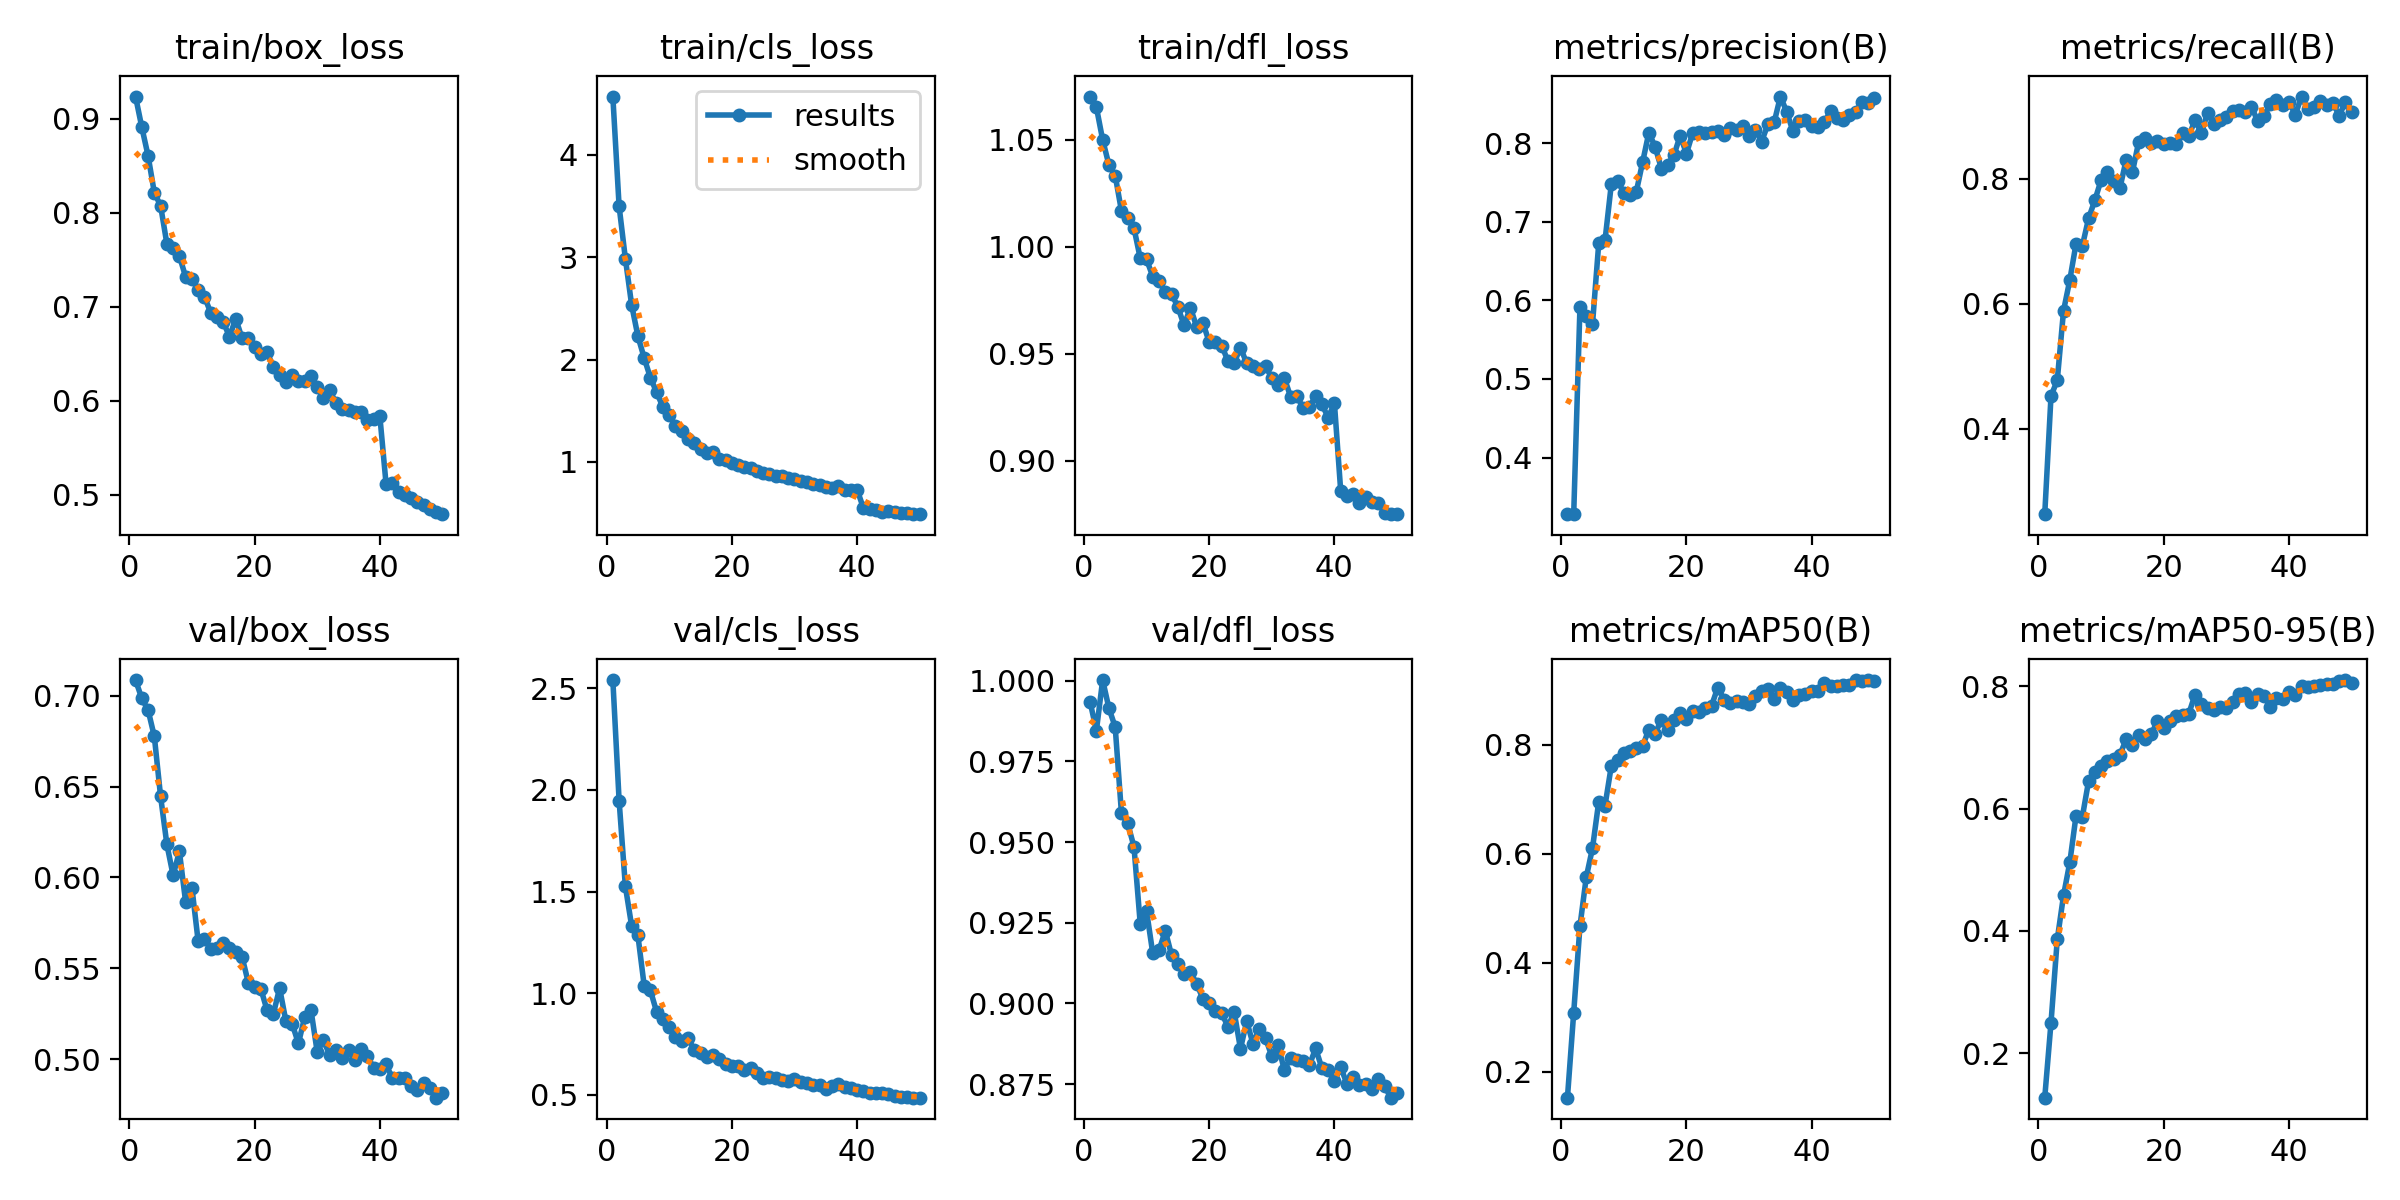 train/box_loss
0.9
0.8
0.7
0.6
0.5
0 20 40
train/cls_loss
results
smooth
4
3
2
1
0 20 40
train/dfl_loss
1.05
1.00
0.95
0.90
0 20 40
metrics/precision(B)
0.8
0.7
0.6
0.5
0.4
0 20 40
metrics/recall(B)
0.8
0.6
0.4
0 20 40
val/box_loss
0.70
0.65
0.60
0.55
0.50
0 20 40
val/cls_loss
2.5
2.0
1.5
1.0
0.5
0 20 40
val/dfl_loss
1.000
0.975
0.950
0.925
0.900
0.875
0 20 40
metrics/mAP50(B)
0.8
0.6
0.4
0.2
0 20 40
metrics/mAP50-95(B)
0.8
0.6
0.4
0.2
0 20 40